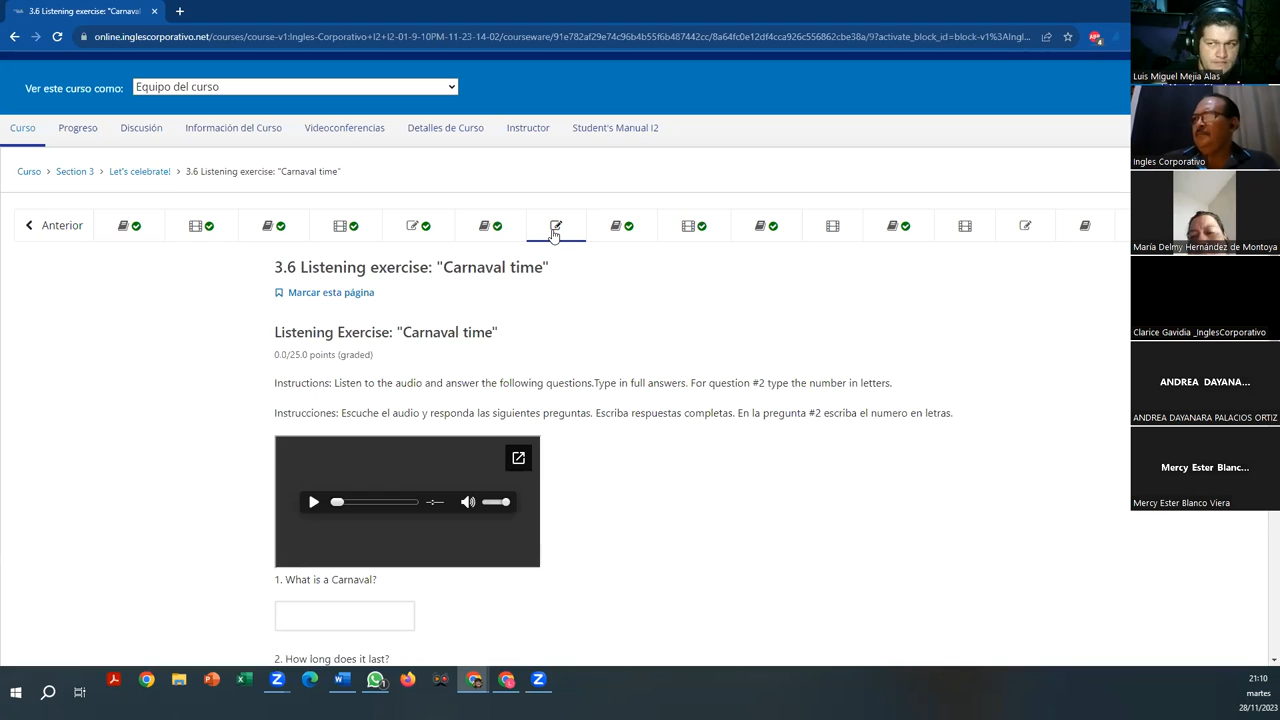 3.6 Listening exercise: "Carnaval
online.inglescorporativo.net/courses/course-v1:Ingles-Corporativo+I2+I2-01-9-10PM-11-23-14-02/courseware/91e782af29e74c96b4b55f6b487442cc/8a64fc0e12df4cca926c556862cbe38a/9?activate_block_id=block-v1%3AIngl...
Ver este curso como:
Equipo del curso
Curso
Progreso
Discusión
Información del Curso
Videoconferencias
Detalles de Curso
Instructor
Student's Manual I2
Curso
Section 3
Let's celebrate!
3.6 Listening exercise: "Carnaval time"
Anterior
3.6 Listening exercise: "Carnaval time"
Marcar esta página
Listening Exercise: "Carnaval time"
0.0/25.0 points (graded)
Instructions: Listen to the audio and answer the following questions.Type in full answers. For question #2 type the number in letters.
Instrucciones: Escuche el audio y responda las siguientes preguntas. Escriba respuestas completas. En la pregunta #2 escriba el numero en letras.
-:--
1. What is a Carnaval?
2. How long does it last?
Luis Miguel Mejia Alas
Ingles Corporativo
María Delmy Hernández de Montoya
Clarice Gavidia _InglesCorporativo
ANDREA DAYANA...
ANDREA DAYANARA PALACIOS ORTIZ
Mercy Ester Blanc...
Mercy Ester Blanco Viera
21:10
martes
28/11/2023